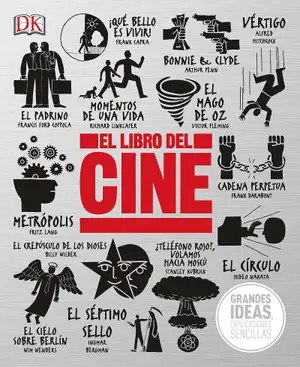 DK
¡QUÉ BELLO
ES VIVIR!
FRANK CAPRA
VÉRTIGO
ALFRED
HITCHCOCK
BONNIE & CLYDE
ARTHUR PENN
EL PADRINO
FRANCIS FORD COPPOLA
MOMENTOS
DE UNA VIDA
RICHARD LINKLATER
EL
MAGO
DE OZ
VICTOR FLEMING
EL LIBRO DEL
CINE
CADENA PERPETUA
FRANK DARABONT
METRÓPOLIS
FRITZ LANG
EL CREPÚSCULO DE LOS DIOSES
BILLY WILDER
¿TELÉFONO ROJO?,
VOLAMOS
HACIA MOSCÚ
STANLEY KUBRICK
EL CÍRCULO
HIDEO NAKATA
EL CIELO
SOBRE BERLÍN
WIM WENDERS
EL SÉPTIMO
SELLO
INGMAR
BERGMAN
GRANDES
IDEAS,
EXPLICACIONES
SENCILLAS